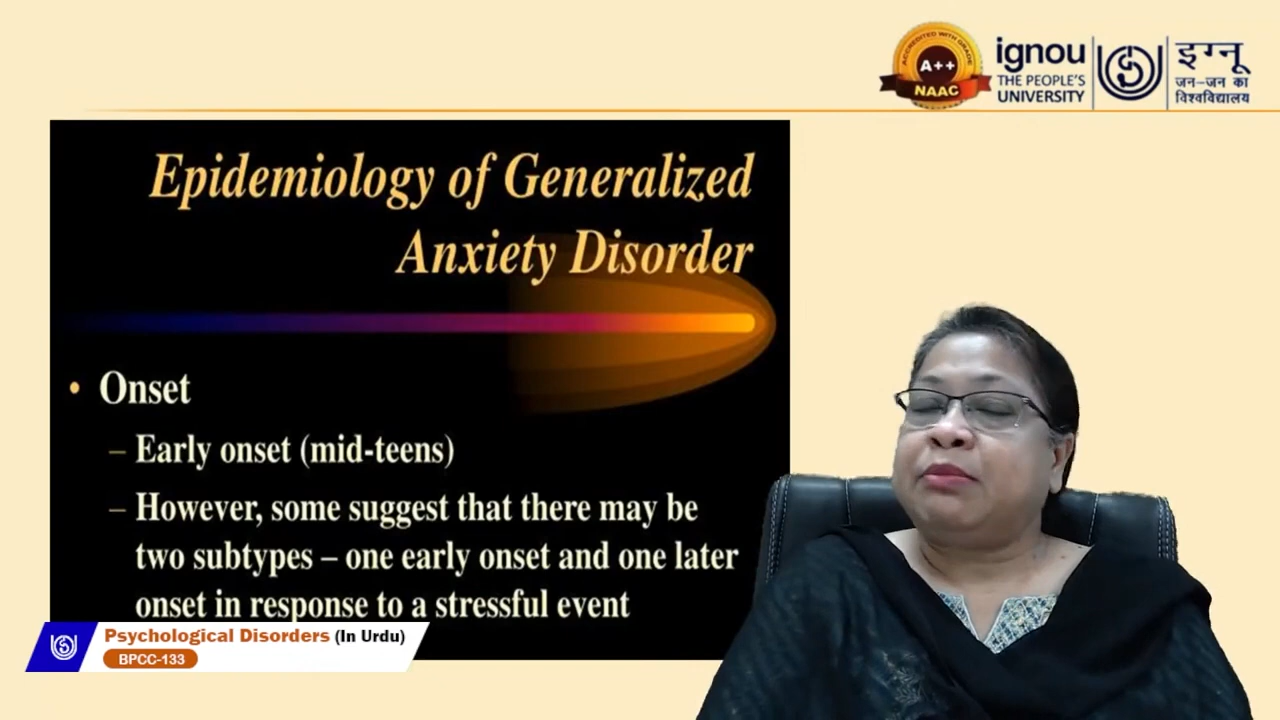 ACCREDITED WITH GRADE
A++
NAAC
ignou
THE PEOPLE'S
UNIVERSITY
इग्नू
जन-जन का
विश्वविद्यालय
Epidemiology of Generalized
Anxiety Disorder
• Onset
– Early onset (mid-teens)
– However, some suggest that there may be
two subtypes – one early onset and one later
onset in response to a stressful event
Psychological Disorders (In Urdu)
BPCC-133